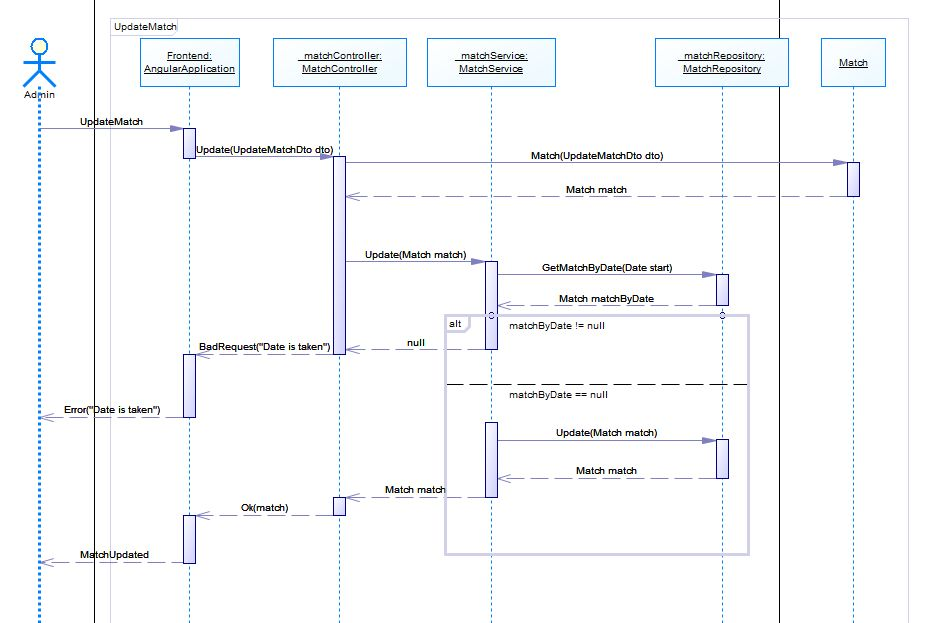 UpdateMatch
Frontend:
AngularApplication
_matchController:
MatchController
_matchService:
MatchService
_matchRepository:
MatchRepository
Match
Admin
UpdateMatch
Update(UpdateMatchDto dto)
Match(UpdateMatchDto dto)
Match match
Update(Match match)
GetMatchByDate(Date start)
Match matchByDate
alt
matchByDate != null
null
BadRequest("Date is taken")
matchByDate == null
Error("Date is taken")
Update(Match match)
Match match
Match match
Ok(match)
MatchUpdated